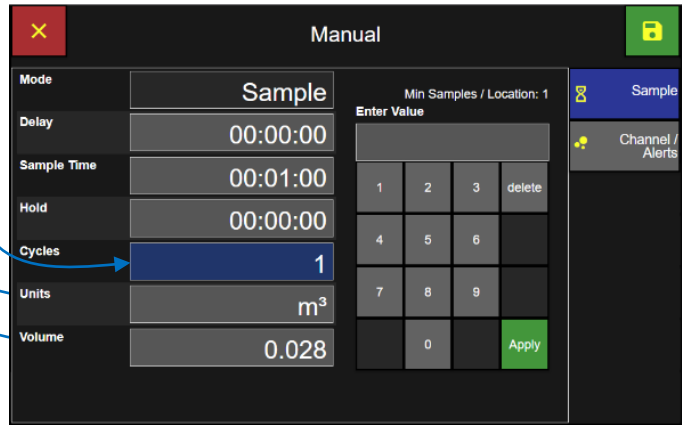 Manual
Mode Sample
Delay 00:00:00
Sample Time 00:01:00
Hold 00:00:00
Cycles 1
Units m³
Volume 0.028
Min Samples / Location: 1
Enter Value
1 2 3 delete
4 5 6
7 8 9
0 Apply
Sample
Channel /
Alerts